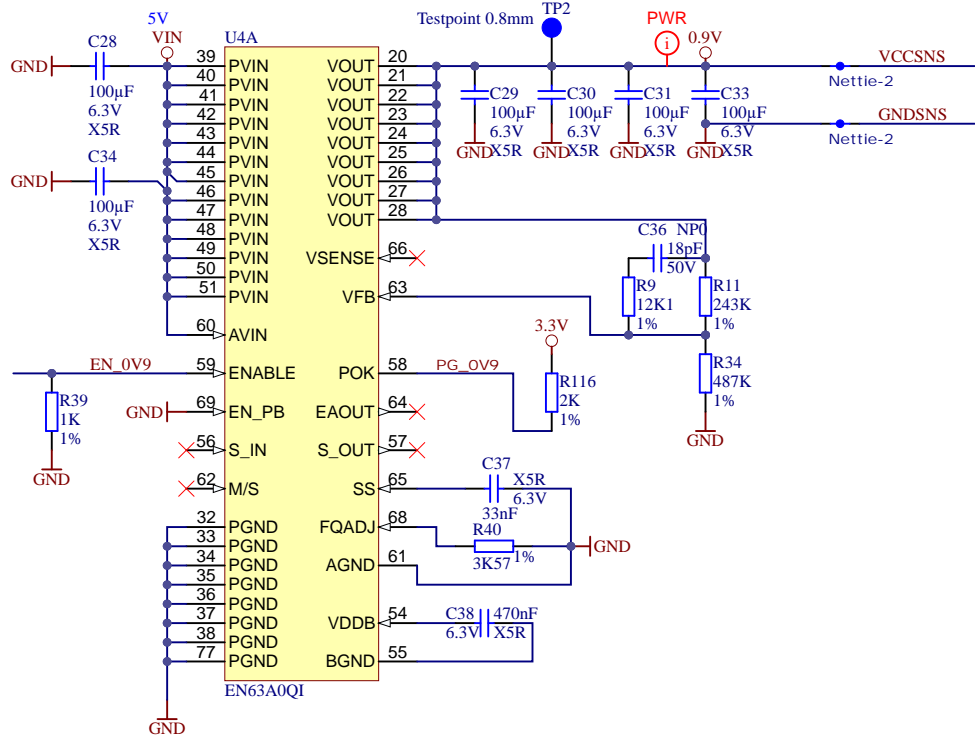 5V
VIN
GND
C28
100µF
6.3V
X5R
GND
C34
100µF
6.3V
X5R
U4A
39 PVIN
40 PVIN
41 PVIN
42 PVIN
43 PVIN
44 PVIN
45 PVIN
46 PVIN
47 PVIN
48 PVIN
49 PVIN
50 PVIN
51 PVIN
60 AVIN
59 ENABLE
69 EN_PB
56 S_IN
62 M/S
32 PGND
33 PGND
34 PGND
35 PGND
36 PGND
37 PGND
38 PGND
77 PGND
VOUT 20
VOUT 21
VOUT 22
VOUT 23
VOUT 24
VOUT 25
VOUT 26
VOUT 27
VOUT 28
VSENSE 66
VFB 63
POK 58
EAOUT 64
S_OUT 57
SS 65
FQADJ 68
AGND 61
VDDB 54
BGND 55
EN63A0QI
EN_0V9
R39
1K
1%
GND
GND
GND
Testpoint 0.8mm
TP2
PWR
i
0.9V
VCCSNS
Nettie-2
GNDSNS
Nettie-2
C29
100µF
6.3V
X5R
GND
C30
100µF
6.3V
X5R
GND
C31
100µF
6.3V
X5R
GND
C33
100µF
6.3V
X5R
GND
C36 NP0
18pF
50V
R9
12K1
1%
R11
243K
1%
R34
487K
1%
GND
3.3V
PG_0V9
R116
2K
1%
C37
X5R
6.3V
33nF
R40
3K57
1%
GND
C38
470nF
6.3V
X5R